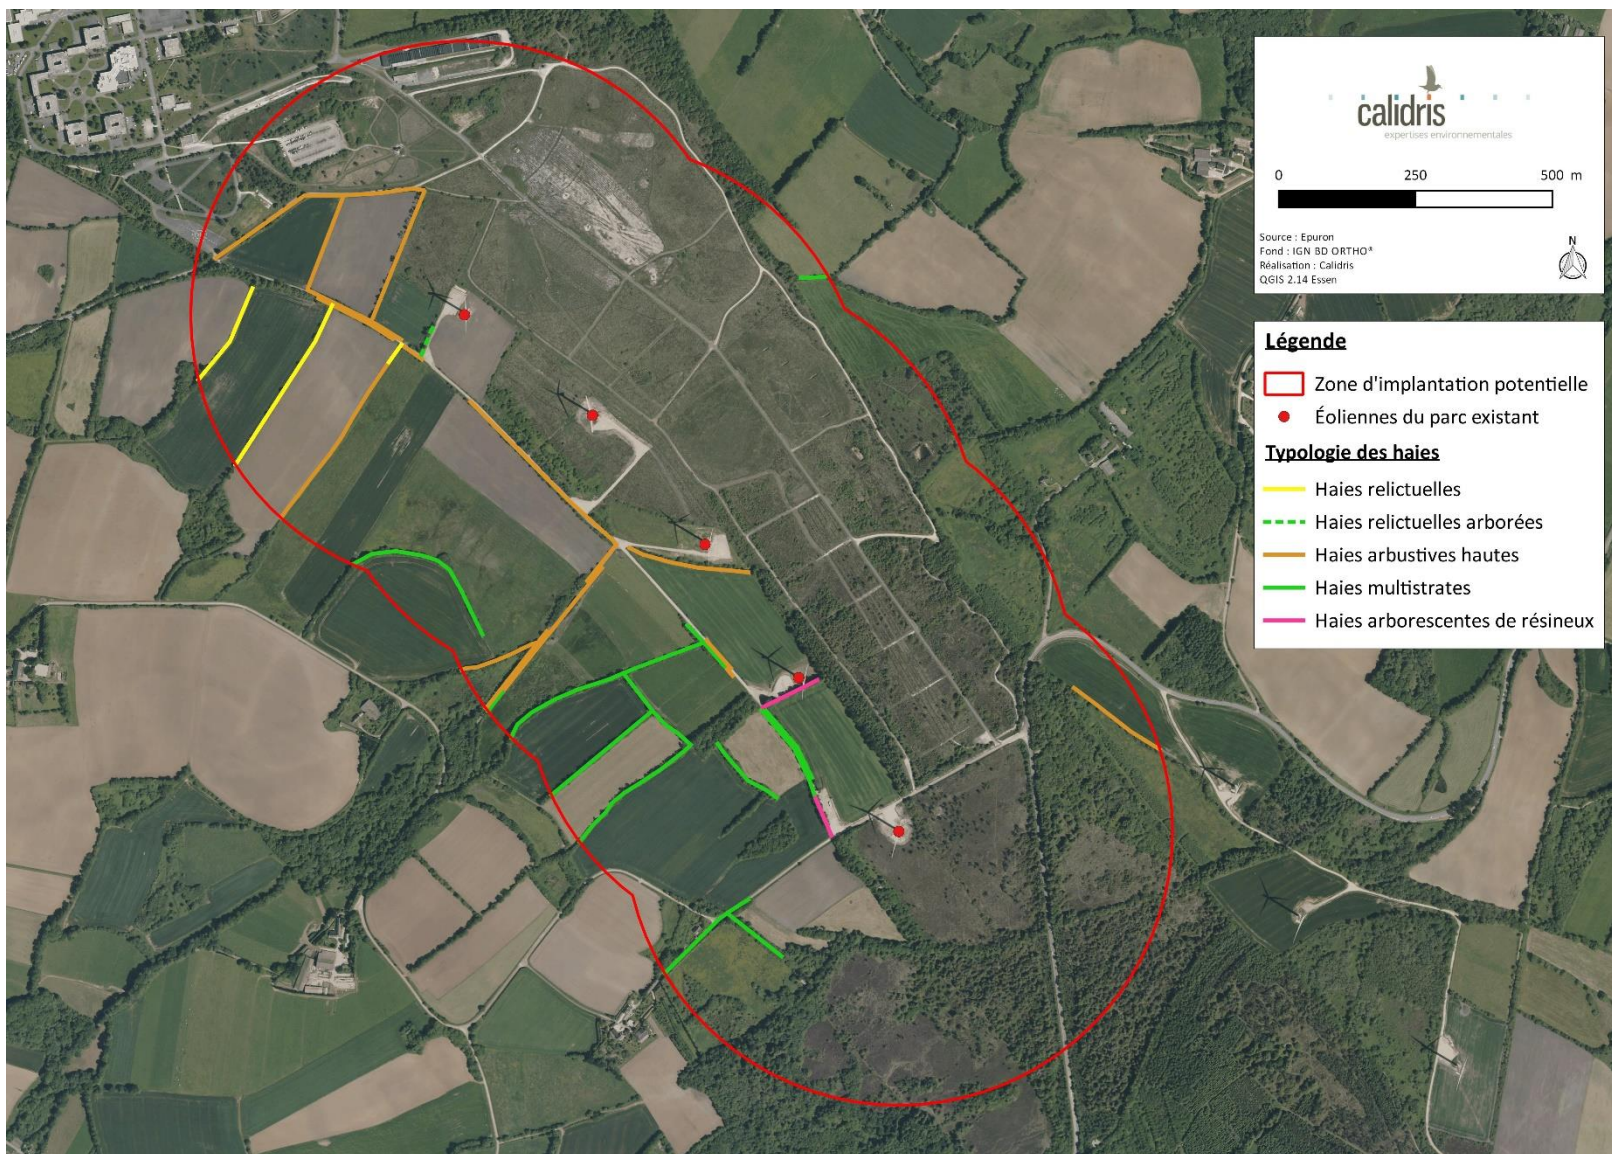 calidris
expertises environnementales
0 250 500 m
Source : Epuron
Fond : IGN BD ORTHO®
Réalisation : Calidris
QGIS 2.14 Essen
N
Légende
Zone d'implantation potentielle
Éoliennes du parc existant
Typologie des haies
Haies relictuelles
Haies relictuelles arborées
Haies arbustives hautes
Haies multistrates
Haies arborescentes de résineux